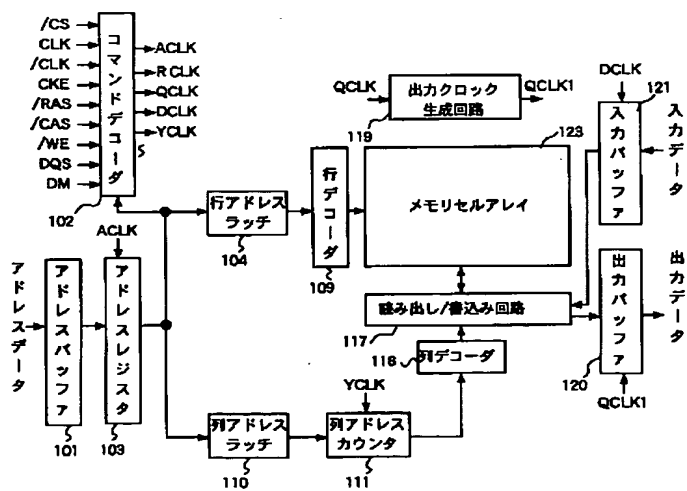 /CS
CLK
/CLK
CKE
/RAS
/CAS
/WE
DQS
DM
コマンドデコーダ
102
ACLK
RCLK
QCLK
DCLK
YCLK
QCLK
出力クロック
生成回路
119
QCLK1
DCLK
121
入力バッファ
入力データ
123
メモリセルアレイ
行アドレス
ラッチ
104
行デコーダ
109
ACLK
アドレスデータ
アドレスバッファ
101
アドレスレジスタ
103
読み出し/書込み回路
117
列デコーダ
118
出力バッファ
出力データ
120
QCLK1
YCLK
列アドレス
ラッチ
110
列アドレス
カウンタ
111